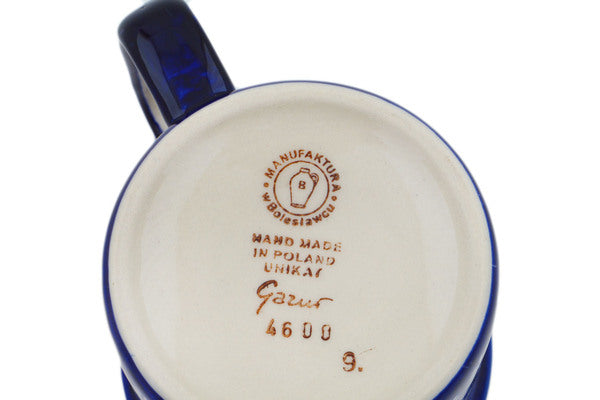 MANUFAKTURA
w Bolesławcu
B
HAND MADE
IN POLAND
UNIKAT
Gazur
4600
9.